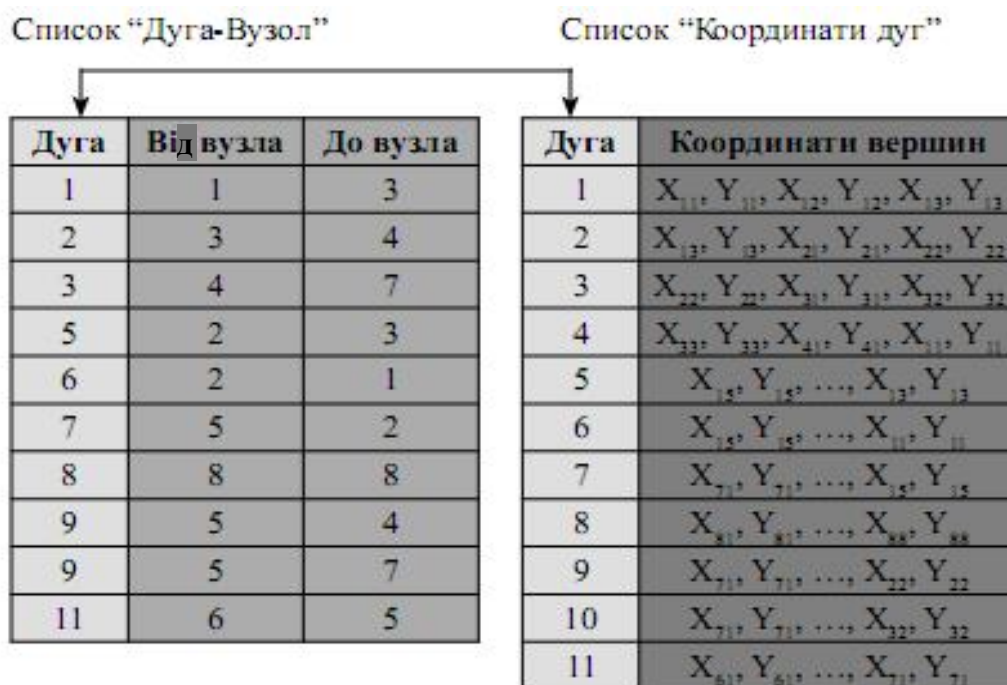 Список “Дуга-Вузол”
Список “Координати дуг”
Дуга Від вузла До вузла
1 1 3
2 3 4
3 4 7
5 2 3
6 2 1
7 5 2
8 8 8
9 5 4
9 5 7
11 6 5
Дуга Координати вершин
1 X₁₁, Y₁₁, X₁₂, Y₁₂, X₁₃, Y₁₃
2 X₁₃, Y₁₃, X₂₁, Y₂₁, X₂₂, Y₂₂
3 X₂₂, Y₂₂, X₃₁, Y₃₁, X₃₂, Y₃₂
4 X₃₃, Y₃₃, X₄₁, Y₄₁, X₁₁, Y₁₁
5 X₁₅, Y₁₅, ..., X₁₃, Y₁₃
6 X₁₅, Y₁₅, ..., X₁₁, Y₁₁
7 X₇₁, Y₇₁, ..., X₁₅, Y₁₅
8 X₈₁, Y₈₁, ..., X₈₈, Y₈₈
9 X₇₁, Y₇₁, ..., X₂₂, Y₂₂
10 X₇₁, Y₇₁, ..., X₃₂, Y₃₂
11 X₆₁, Y₆₁, ..., X₇₁, Y₇₁